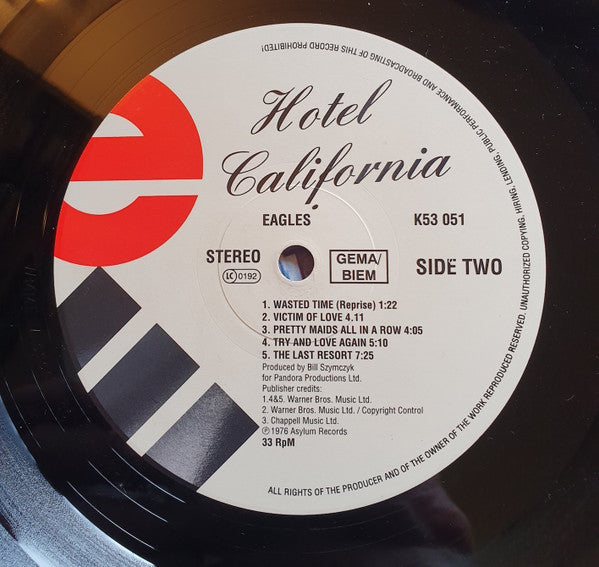 Hotel
California
EAGLES
K53 051
STEREO
LC 0192
GEMA/
BIEM
SIDE TWO
1. WASTED TIME (Reprise) 1:22
2. VICTIM OF LOVE 4.11
3. PRETTY MAIDS ALL IN A ROW 4:05
4. TRY AND LOVE AGAIN 5:10
5. THE LAST RESORT 7:25
Produced by Bill Szymczyk
for Pandora Productions Ltd.
Publisher credits:
1.4&5. Warner Bros. Music Ltd.
2. Warner Bros. Music Ltd. / Copyright Control
3. Chappell Music Ltd.
℗ 1976 Asylum Records
33 RpM
ALL RIGHTS OF THE PRODUCER AND OF THE OWNER OF THE WORK REPRODUCED RESERVED. UNAUTHORIZED COPYING, HIRING, LENDING, PUBLIC PERFORMANCE AND BROADCASTING OF THIS RECORD PROHIBITED!
e